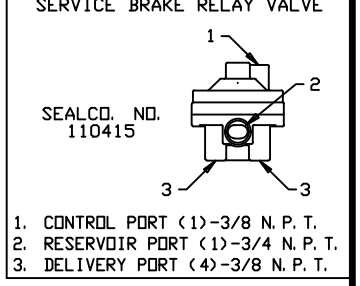 SERVICE BRAKE RELAY VALVE
1
2
SEALCO. NO.
110415
3 3
1. CONTROL PORT (1)-3/8 N.P.T.
2. RESERVOIR PORT (1)-3/4 N.P.T.
3. DELIVERY PORT (4)-3/8 N.P.T.